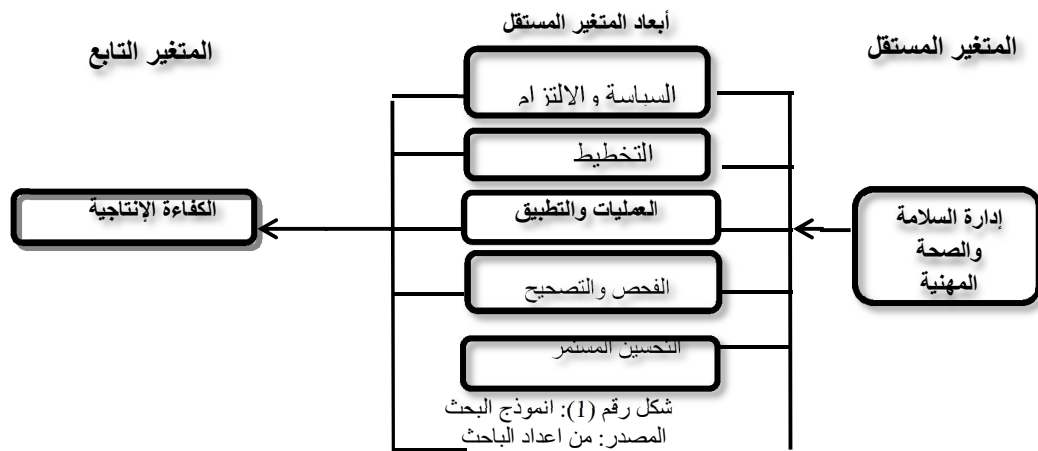 المتغير المستقل
أبعاد المتغير المستقل
المتغير التابع
إدارة السلامة
والصحة
المهنية
السياسة والالتزام
التخطيط
العمليات والتطبيق
الفحص والتصحيح
التحسين المستمر
الكفاءة الإنتاجية
شكل رقم (1): انموذج البحث
المصدر: من اعداد الباحث